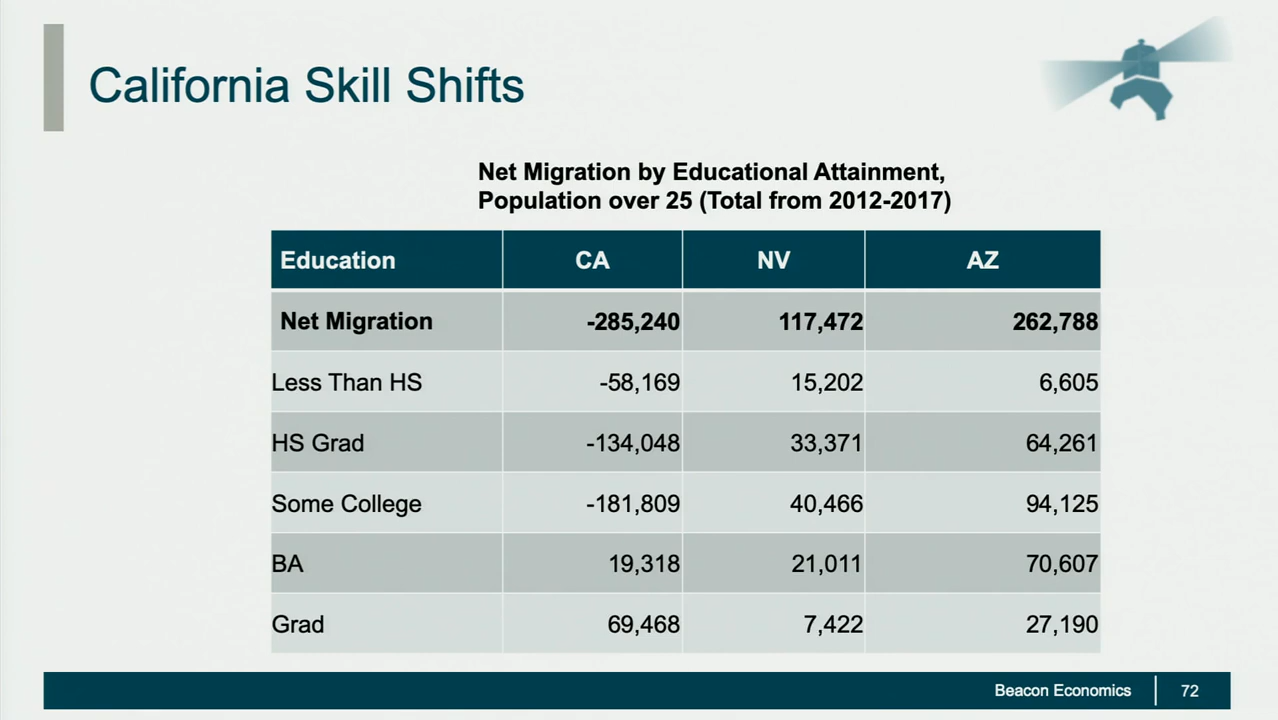 California Skill Shifts
Net Migration by Educational Attainment,
Population over 25 (Total from 2012-2017)
Education CA NV AZ
Net Migration -285,240 117,472 262,788
Less Than HS -58,169 15,202 6,605
HS Grad -134,048 33,371 64,261
Some College -181,809 40,466 94,125
BA 19,318 21,011 70,607
Grad 69,468 7,422 27,190
Beacon Economics 72